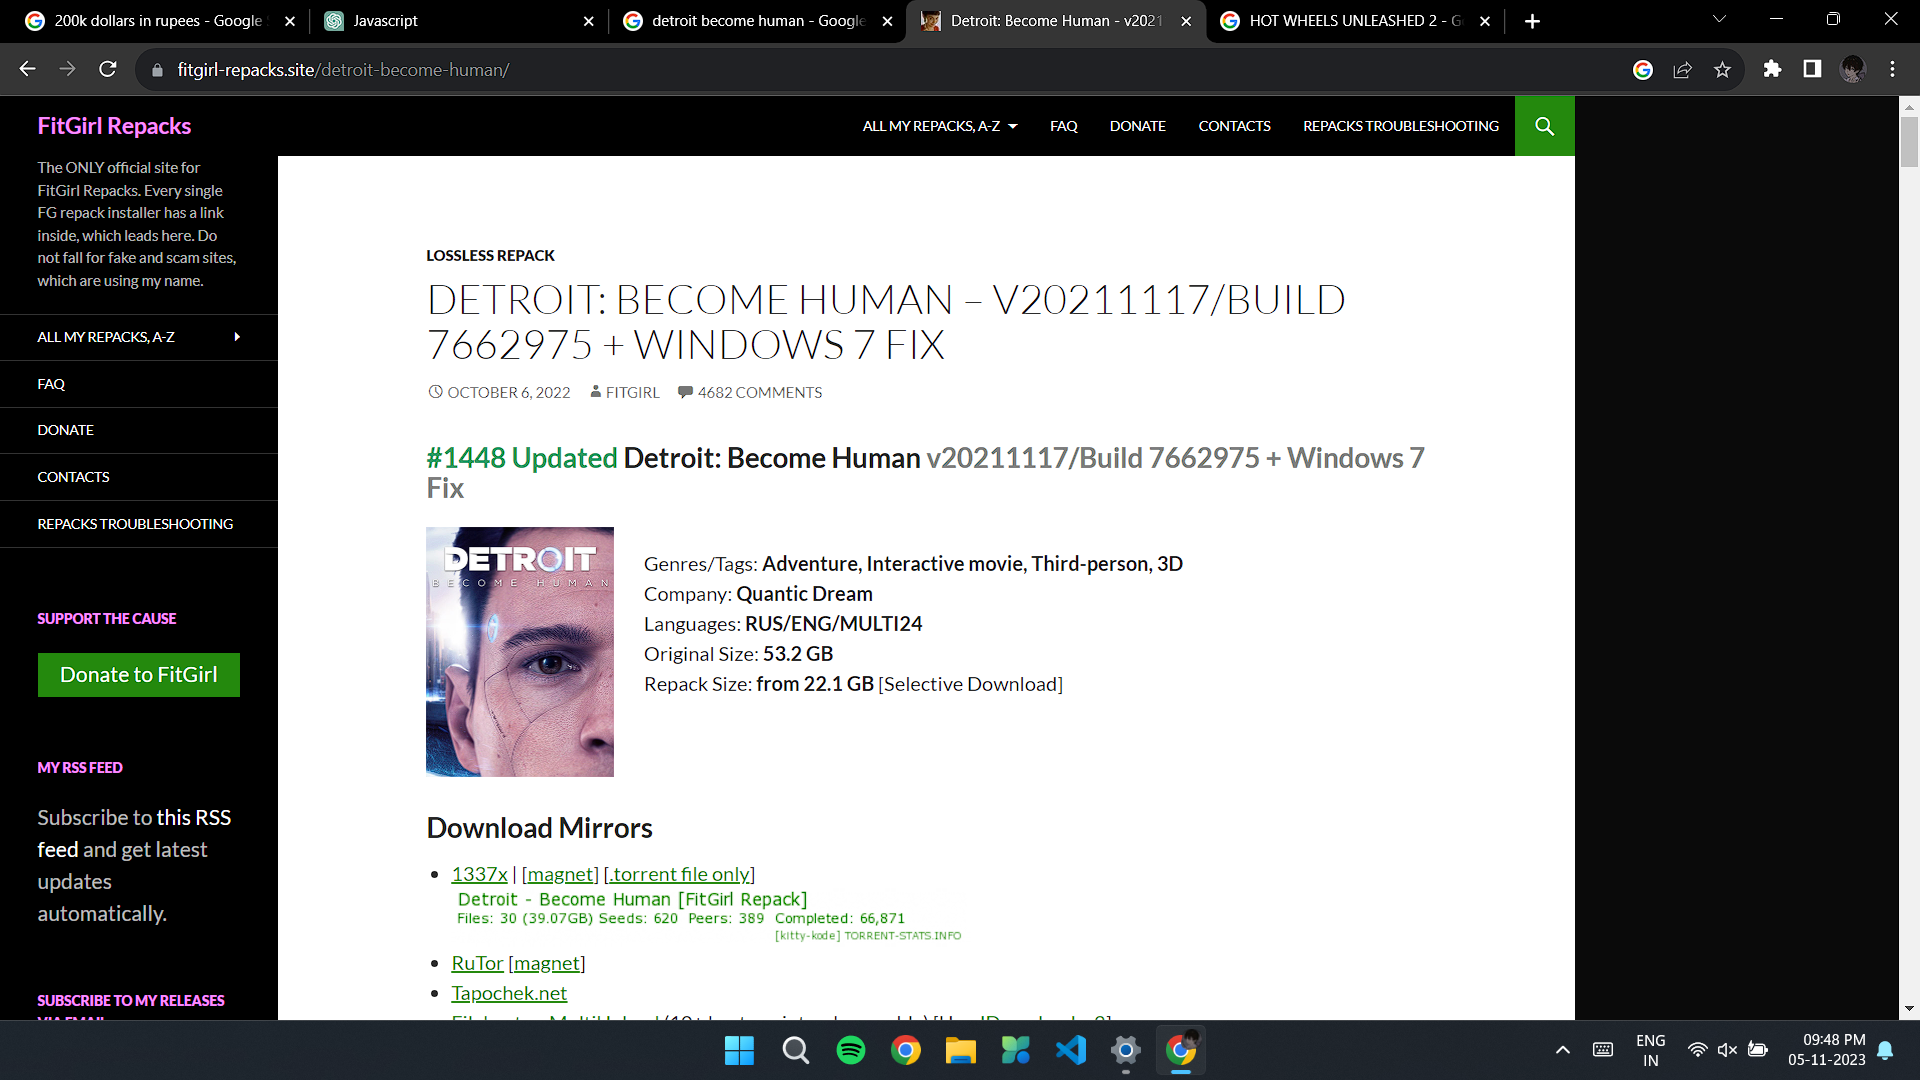 200k dollars in rupees - Google
Javascript
detroit become human - Google
Detroit: Become Human - v2021
HOT WHEELS UNLEASHED 2 - G
fitgirl-repacks.site/detroit-become-human/
FitGirl Repacks
ALL MY REPACKS, A-Z
FAQ
DONATE
CONTACTS
REPACKS TROUBLESHOOTING
The ONLY official site for
FitGirl Repacks. Every single
FG repack installer has a link
inside, which leads here. Do
not fall for fake and scam sites,
which are using my name.
ALL MY REPACKS, A-Z
FAQ
DONATE
CONTACTS
REPACKS TROUBLESHOOTING
SUPPORT THE CAUSE
Donate to FitGirl
MY RSS FEED
Subscribe to this RSS
feed and get latest
updates
automatically.
SUBSCRIBE TO MY RELEASES
VIA EMAIL
LOSSLESS REPACK
DETROIT: BECOME HUMAN – V20211117/BUILD
7662975 + WINDOWS 7 FIX
OCTOBER 6, 2022 FITGIRL 4682 COMMENTS
#1448 Updated Detroit: Become Human v20211117/Build 7662975 + Windows 7
Fix
DETROIT
BECOME HUMAN
Genres/Tags: Adventure, Interactive movie, Third-person, 3D
Company: Quantic Dream
Languages: RUS/ENG/MULTI24
Original Size: 53.2 GB
Repack Size: from 22.1 GB [Selective Download]
Download Mirrors
1337x | [magnet] [.torrent file only]
Detroit - Become Human [FitGirl Repack]
Files: 30 (39.07GB) Seeds: 620 Peers: 389 Completed: 66,871
[kitty-kode] TORRENT-STATS.INFO
RuTor [magnet]
Tapochek.net
ENG
IN
09:48 PM
05-11-2023